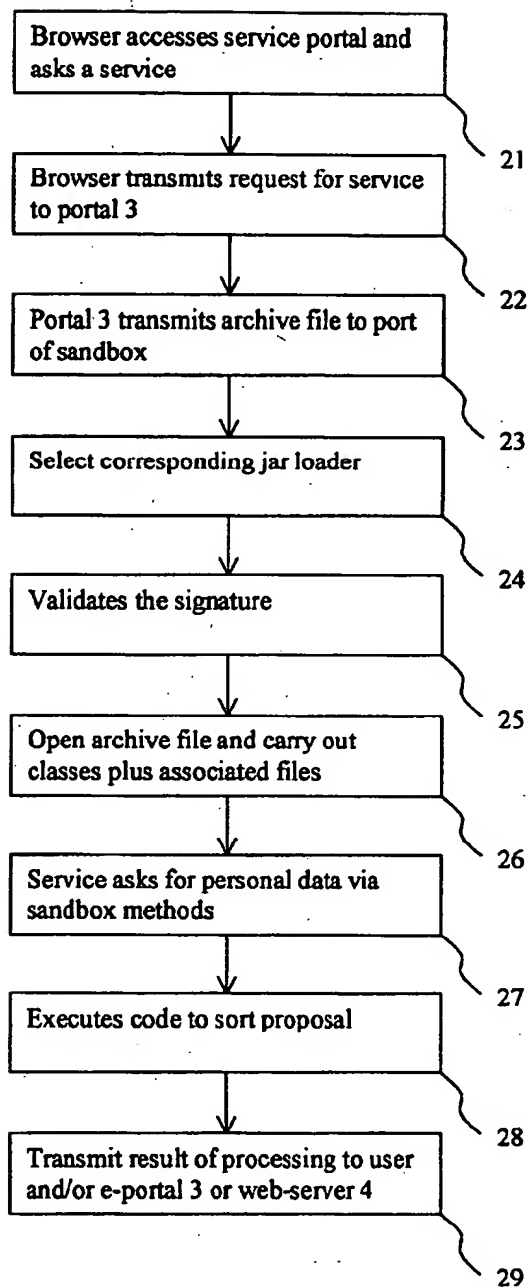 Browser accesses service portal and
asks a service
21
Browser transmits request for service
to portal 3
22
Portal 3 transmits archive file to port
of sandbox
23
Select corresponding jar loader
24
Validates the signature
25
Open archive file and carry out
classes plus associated files
26
Service asks for personal data via
sandbox methods
27
Executes code to sort proposal
28
Transmit result of processing to user
and/or e-portal 3 or web-server 4
29